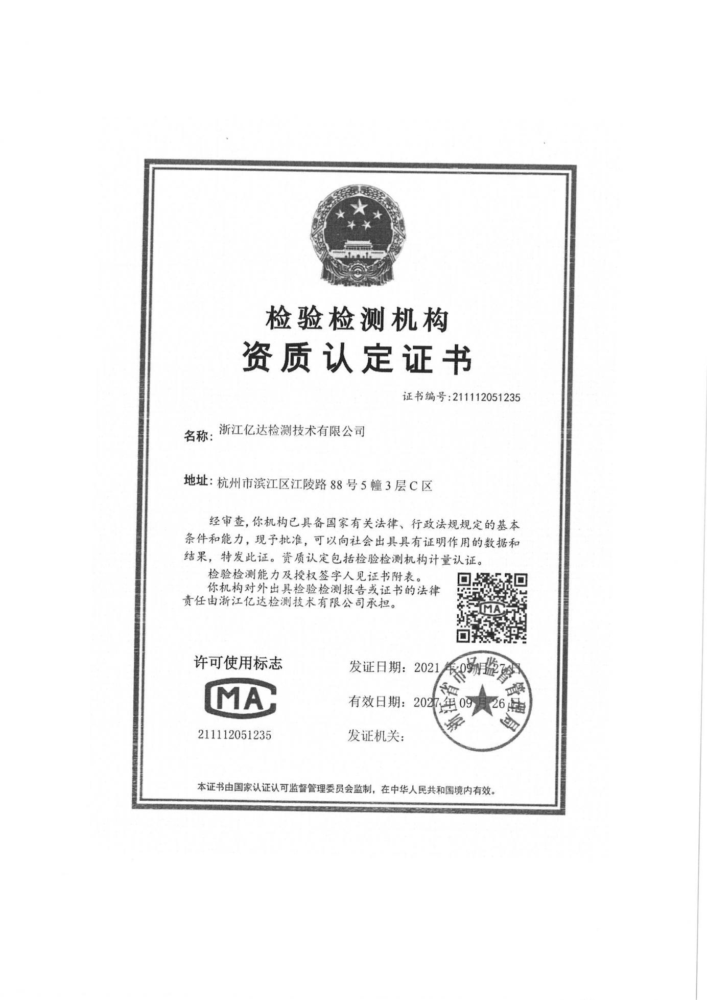 检验检测机构
资质认定证书
证书编号:211112051235
名称: 浙江亿达检测技术有限公司
地址: 杭州市滨江区江陵路 88 号 5 幢 3 层 C 区
经审查,你机构已具备国家有关法律、行政法规规定的基本
条件和能力，现予批准，可以向社会出具具有证明作用的数据和
结果，特发此证。资质认定包括检验检测机构计量认证。
检验检测能力及授权签字人见证书附表。
你机构对外出具检验检测报告或证书的法律
责任由浙江亿达检测技术有限公司承担。
MA
许可使用标志
MA
211112051235
发证日期：2021 年 09 月 27 日
有效日期：2027 年 09 月 26 日
发证机关：
浙江省市场监督管理局
本证书由国家认证认可监督管理委员会监制，在中华人民共和国境内有效。